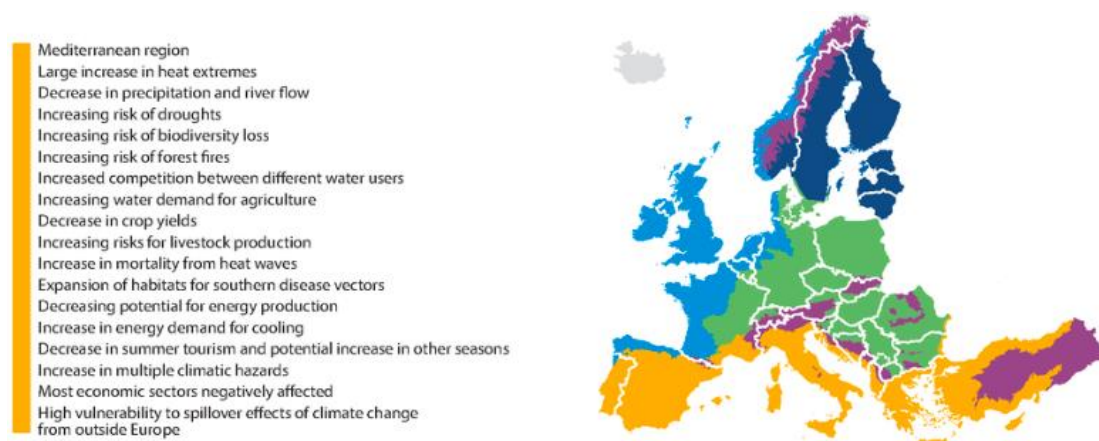 Mediterranean region
Large increase in heat extremes
Decrease in precipitation and river flow
Increasing risk of droughts
Increasing risk of biodiversity loss
Increasing risk of forest fires
Increased competition between different water users
Increasing water demand for agriculture
Decrease in crop yields
Increasing risks for livestock production
Increase in mortality from heat waves
Expansion of habitats for southern disease vectors
Decreasing potential for energy production
Increase in energy demand for cooling
Decrease in summer tourism and potential increase in other seasons
Increase in multiple climatic hazards
Most economic sectors negatively affected
High vulnerability to spillover effects of climate change
from outside Europe